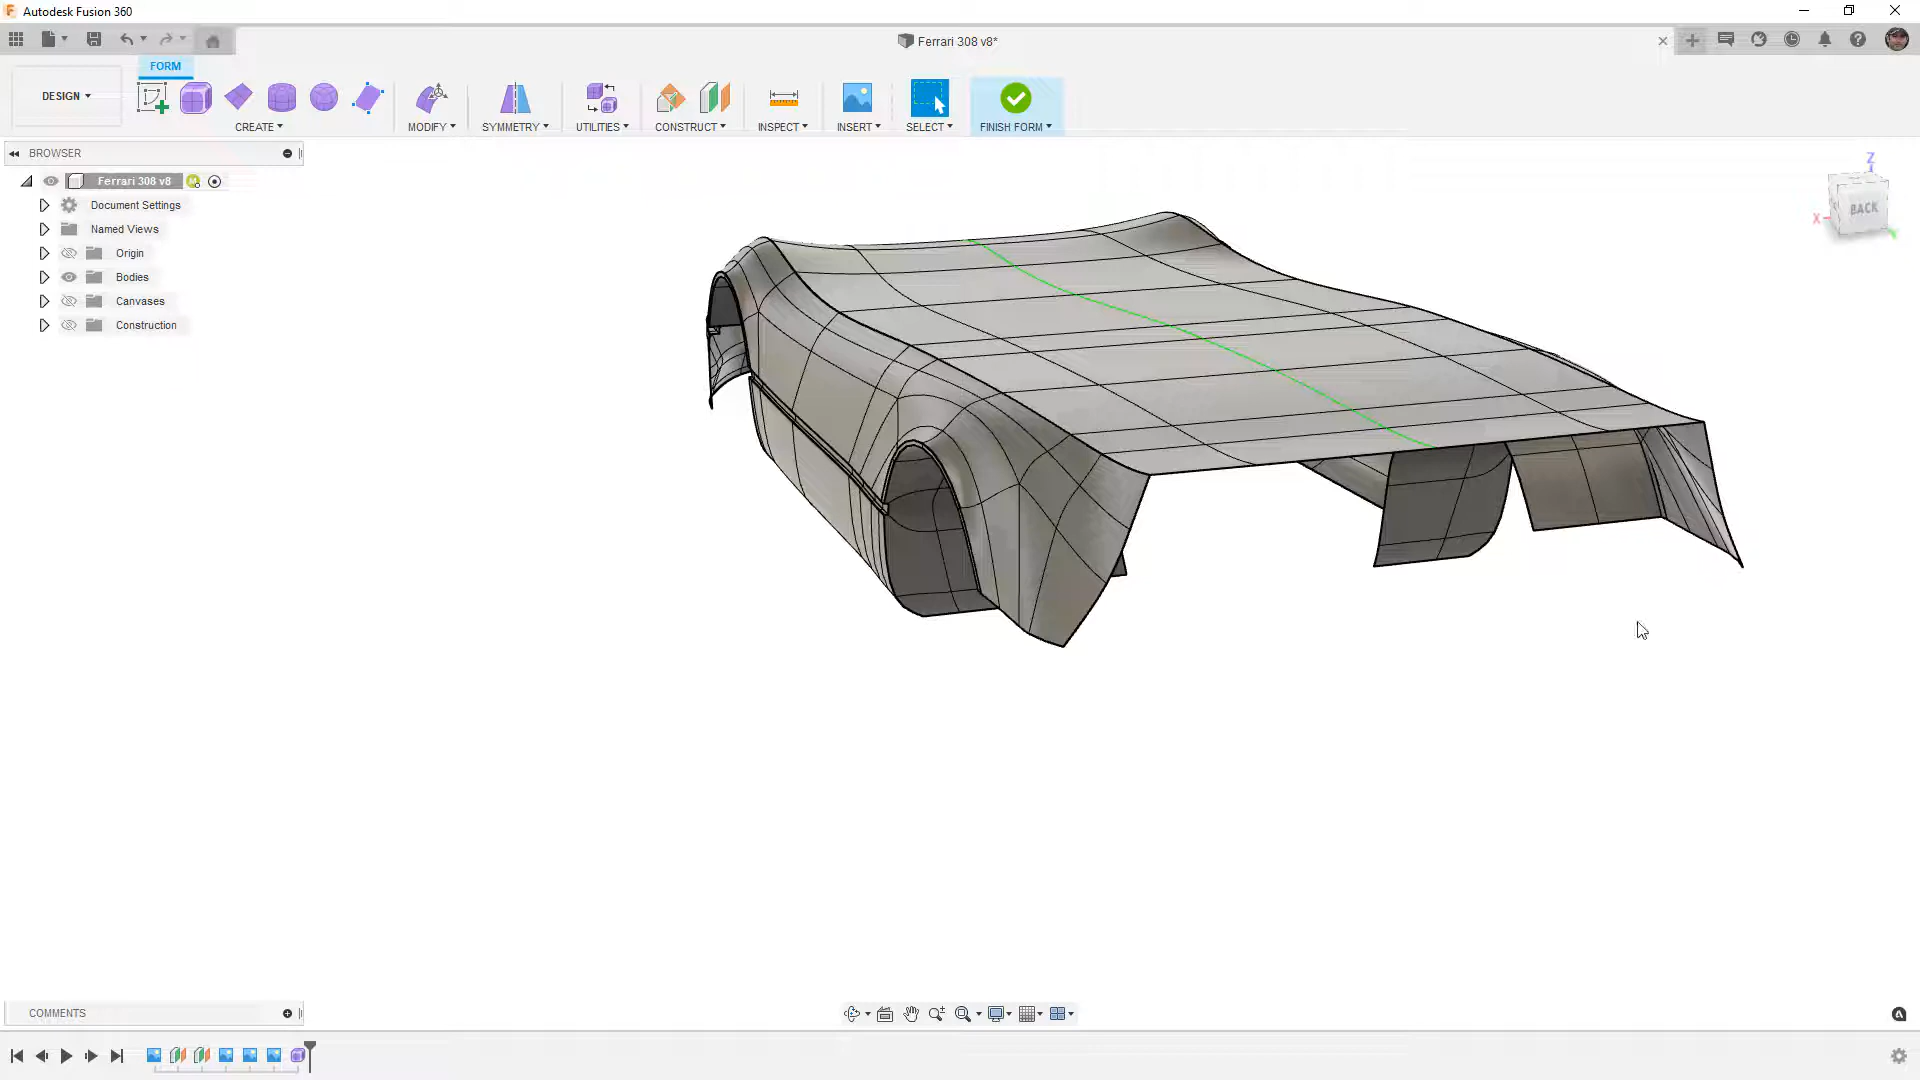 Autodesk Fusion 360
Ferrari 308 v8*
FORM
DESIGN
CREATE
MODIFY
SYMMETRY
UTILITIES
CONSTRUCT
INSPECT
INSERT
SELECT
FINISH FORM
BROWSER
Ferrari 308 v8
Document Settings
Named Views
Origin
Bodies
Canvases
Construction
Z
X
BACK
COMMENTS